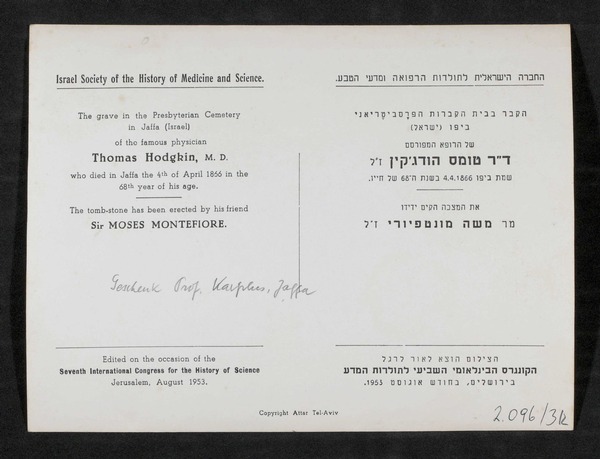 Israel Society of the History of Medicine and Science.
The grave in the Presbyterian Cemetery
in Jaffa (Israel)
of the famous physician
Thomas Hodgkin, M. D.
who died in Jaffa the 4th of April 1866 in the
68th year of his age.
The tomb-stone has been erected by his friend
Sir MOSES MONTEFIORE.
Edited on the occasion of the
Seventh International Congress for the History of Science
Jerusalem, August 1953.
החברה הישראלית לתולדות הרפואה ומדעי הטבע.
הקבר בבית הקברות הפרסביטריאני
ביפו (ישראל)
של הרופא המפורסם
ד"ר טומס הודג'קין ז"ל
שמת ביפו 4.4.1866 בשנת ה־68 של חייו.
את המצבה הקים ידידו
מר משה מונטפיורי ז"ל
הצילום הוצא לאור לרגל
הקונגרס הבינלאומי השביעי לתולדות המדע
בירושלים, בחודש אוגוסט 1953.
Geschenk Prof. Karplus, Jaffa
Copyright Attar Tel-Aviv
2.096/3k